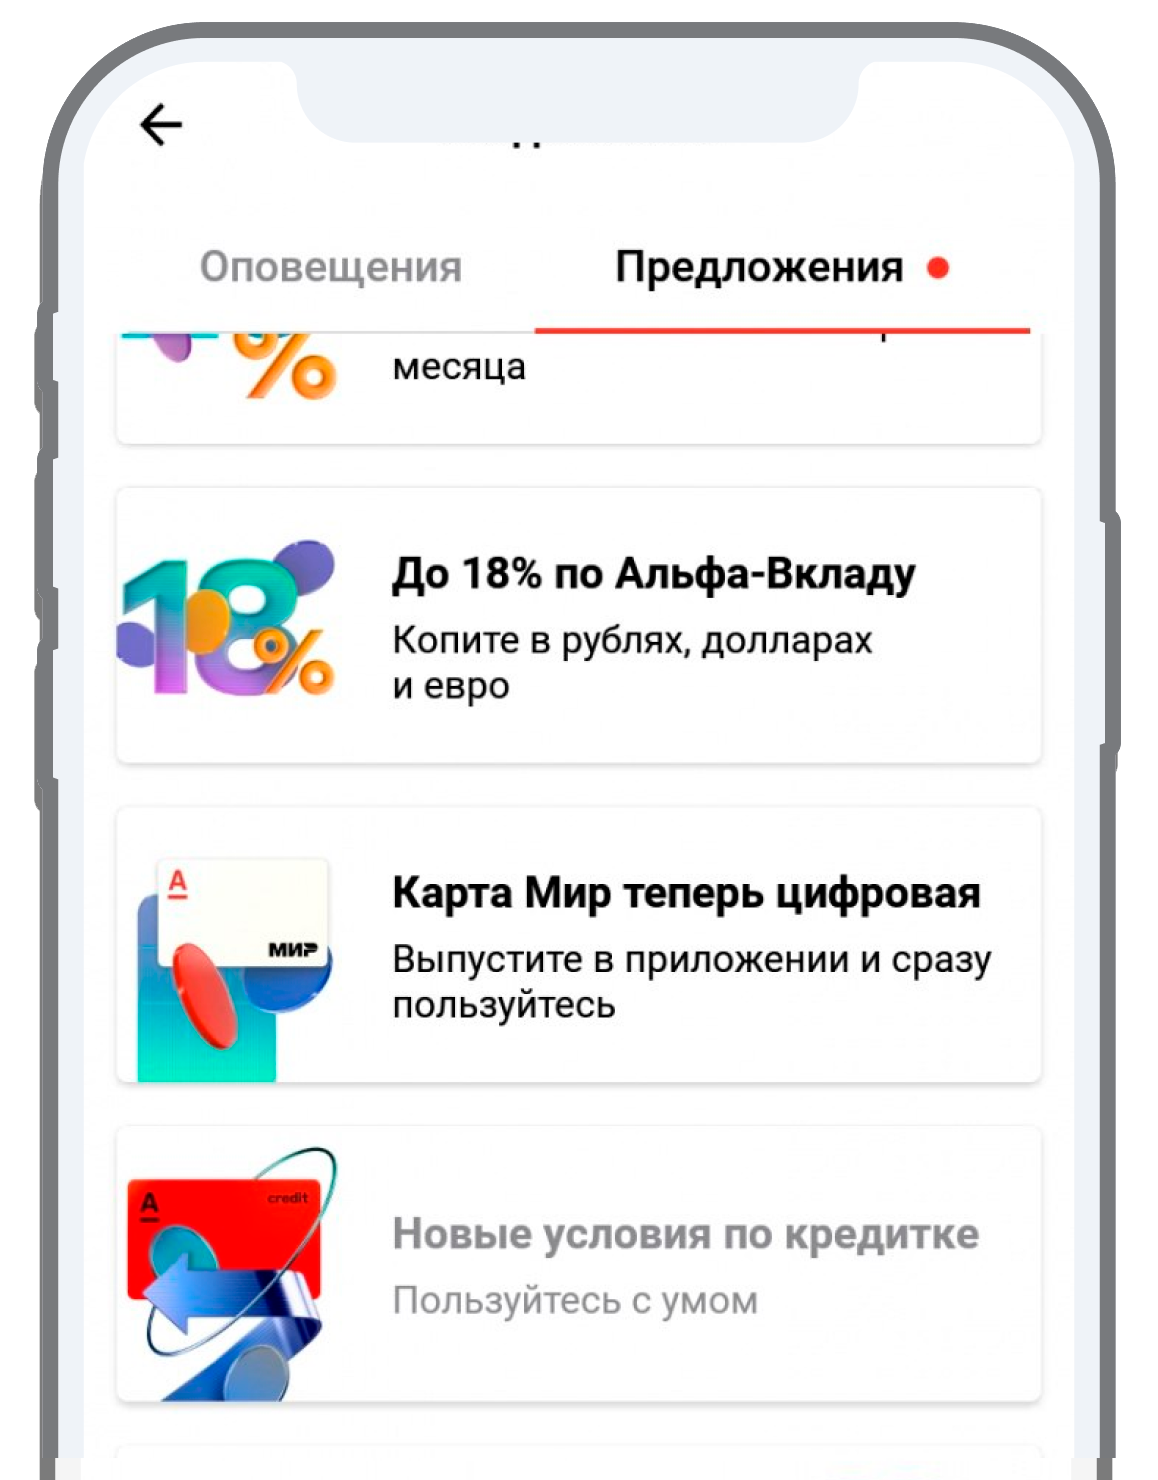 Оповещения
Предложения
%
месяца
18%
До 18% по Альфа-Вкладу
Копите в рублях, долларах
и евро
А
МИР
Карта Мир теперь цифровая
Выпустите в приложении и сразу
пользуйтесь
А
credit
Новые условия по кредитке
Пользуйтесь с умом